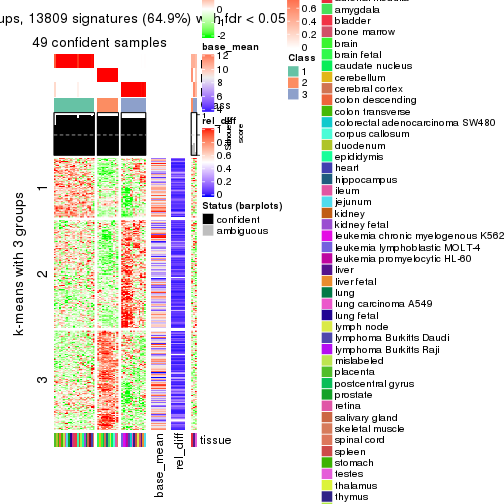 ups, 13809 signatures (64.9%) with fdr < 0.05
49 confident samples
k-means with 3 groups
1
2
3
base_mean
rel_diff
tissue
0
-2
base_mean
12
10
8
6
4
rel_diff
1
0.8
0.6
0.4
0.2
0
Silhouette
score
Status (barplots)
confident
ambiguous
0.6
0.4
0.2
0
Class
1
2
3
amygdala
bladder
bone marrow
brain
brain fetal
caudate nucleus
cerebellum
cerebral cortex
colon descending
colon transverse
colorectal adenocarcinoma SW480
corpus callosum
duodenum
epididymis
heart
hippocampus
ileum
jejunum
kidney
kidney fetal
leukemia chronic myelogenous K562
leukemia lymphoblastic MOLT-4
leukemia promyelocytic HL-60
liver
liver fetal
lung
lung carcinoma A549
lung fetal
lymph node
lymphoma Burkitts Daudi
lymphoma Burkitts Raji
mislabeled
placenta
postcentral gyrus
prostate
retina
salivary gland
skeletal muscle
spinal cord
spleen
stomach
testes
thalamus
thymus